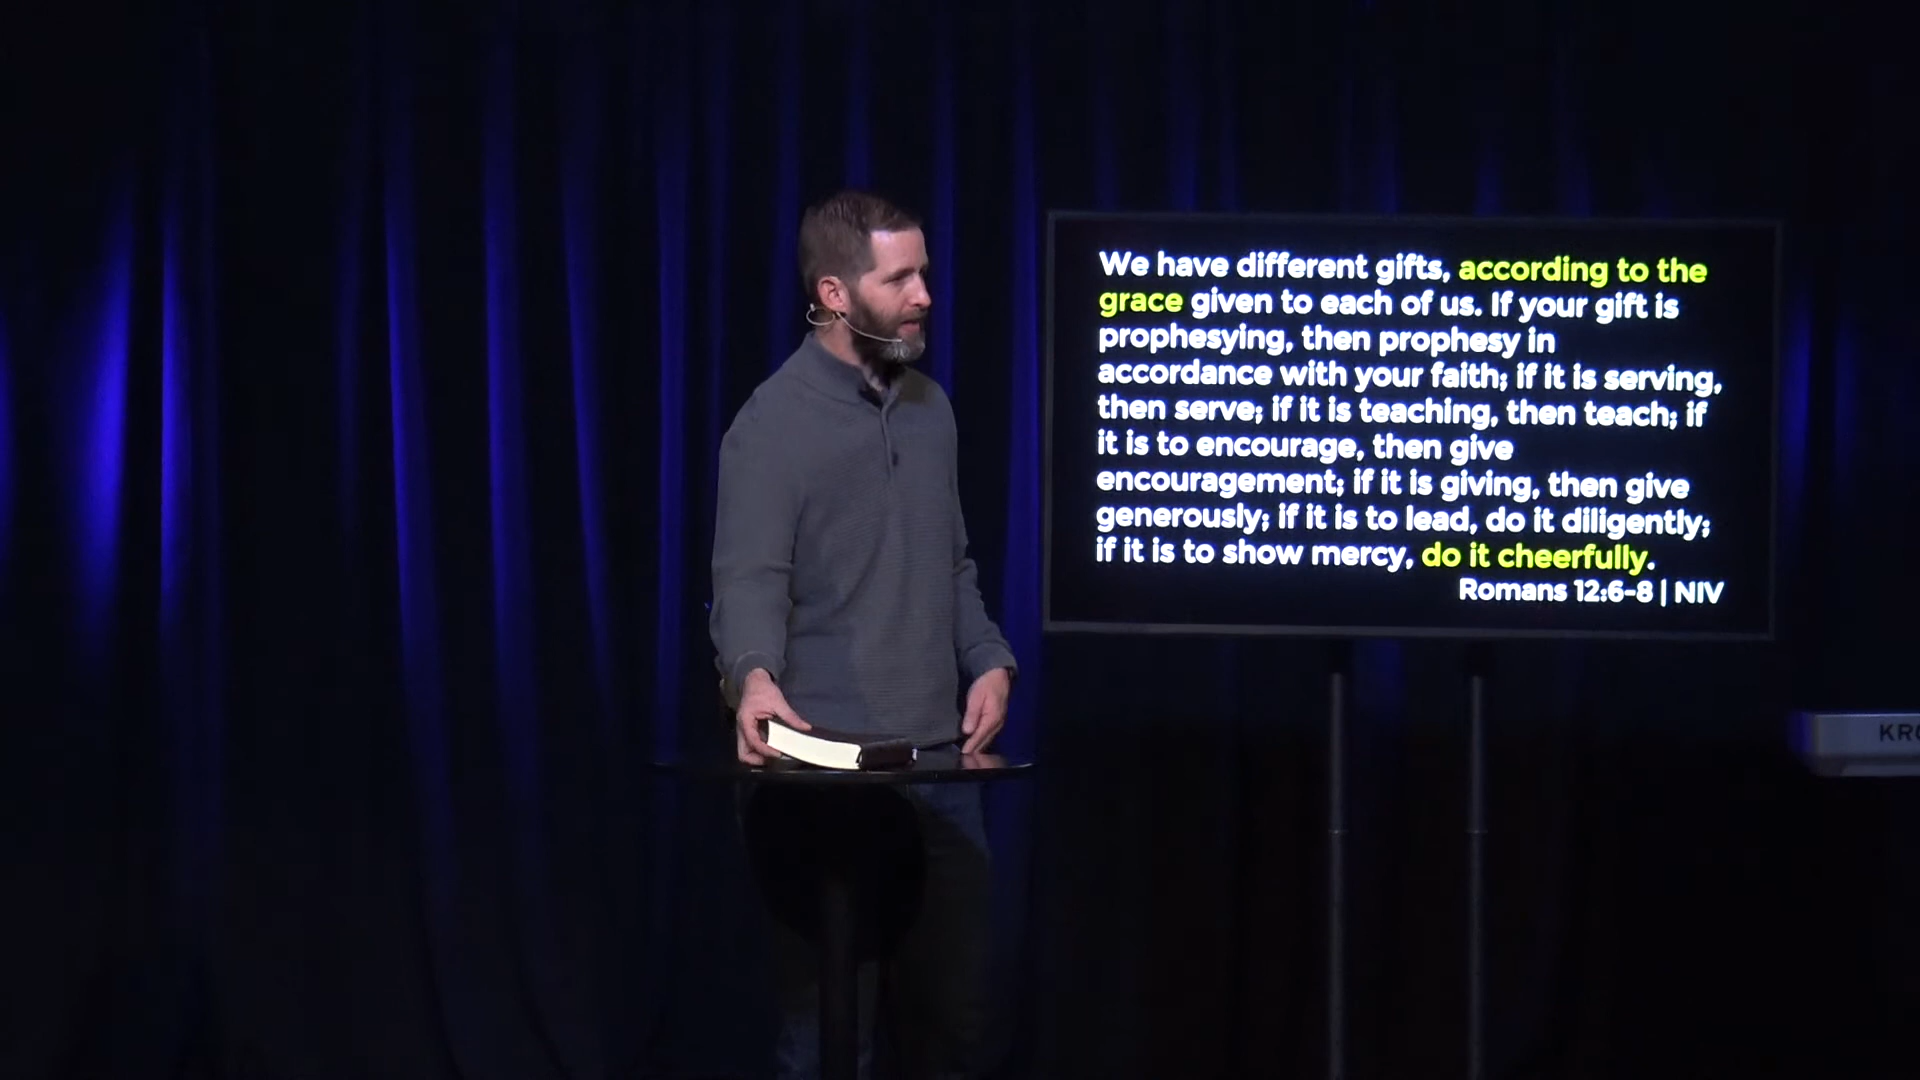 We have different gifts, according to the
grace given to each of us. If your gift is
prophesying, then prophesy in
accordance with your faith; if it is serving,
then serve; if it is teaching, then teach; if
it is to encourage, then give
encouragement; if it is giving, then give
generously; if it is to lead, do it diligently;
if it is to show mercy, do it cheerfully.
Romans 12:6-8 | NIV